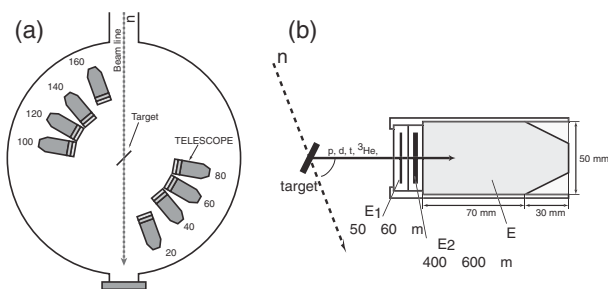 (a)
n
Beam line
160
140
120
100
Target
TELESCOPE
80
60
40
20
(b)
n
p, d, t, ³He,
target
E₁
50 60 m
E₂
400 600 m
E
50 mm
70 mm
30 mm